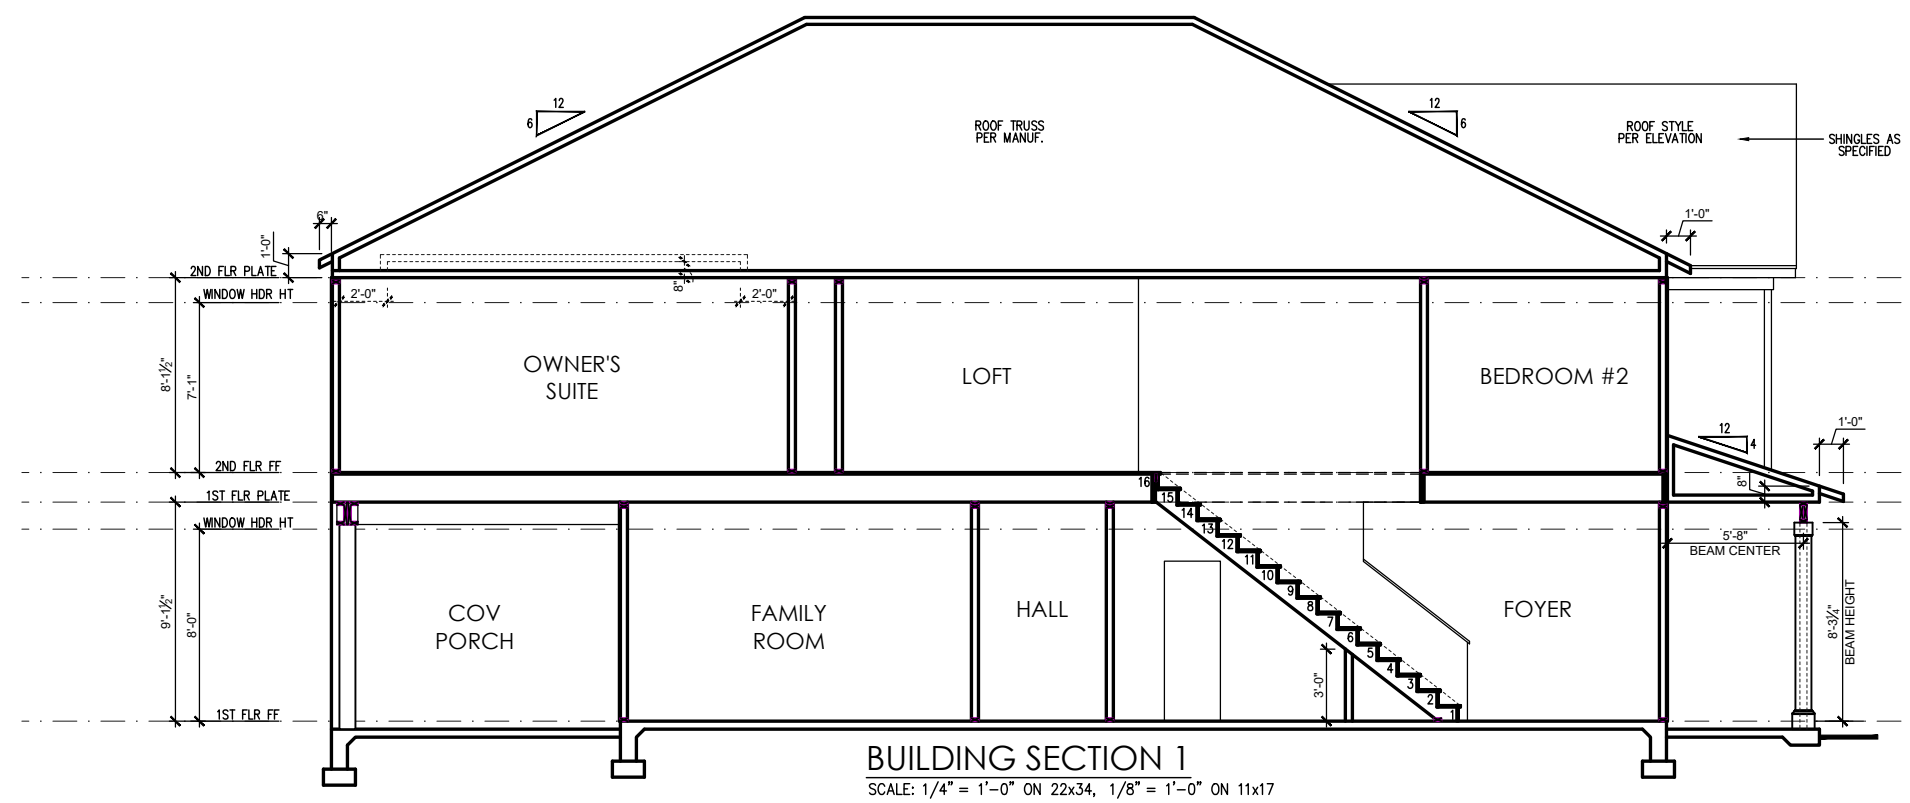 12
6
12
6
ROOF TRUSS
PER MANUF.
ROOF STYLE
PER ELEVATION
SHINGLES AS
SPECIFIED
6"
1'-0"
1'-0"
2ND FLR PLATE
WINDOW HDR HT
2'-0"
8"
2'-0"
8'-1½"
7'-1"
OWNER'S
SUITE
LOFT
BEDROOM #2
12
4
1'-0"
2ND FLR FF
8"
1ST FLR PLATE
WINDOW HDR HT
16
15
14
13
12
11
10
9
8
7
6
5
4
3
2
1
5'-8"
BEAM CENTER
9'-1½"
8'-0"
COV
PORCH
FAMILY
ROOM
HALL
FOYER
3'-0"
8'-3¼"
BEAM HEIGHT
1ST FLR FF
BUILDING SECTION 1
SCALE: 1/4" = 1'-0" ON 22x34, 1/8" = 1'-0" ON 11x17